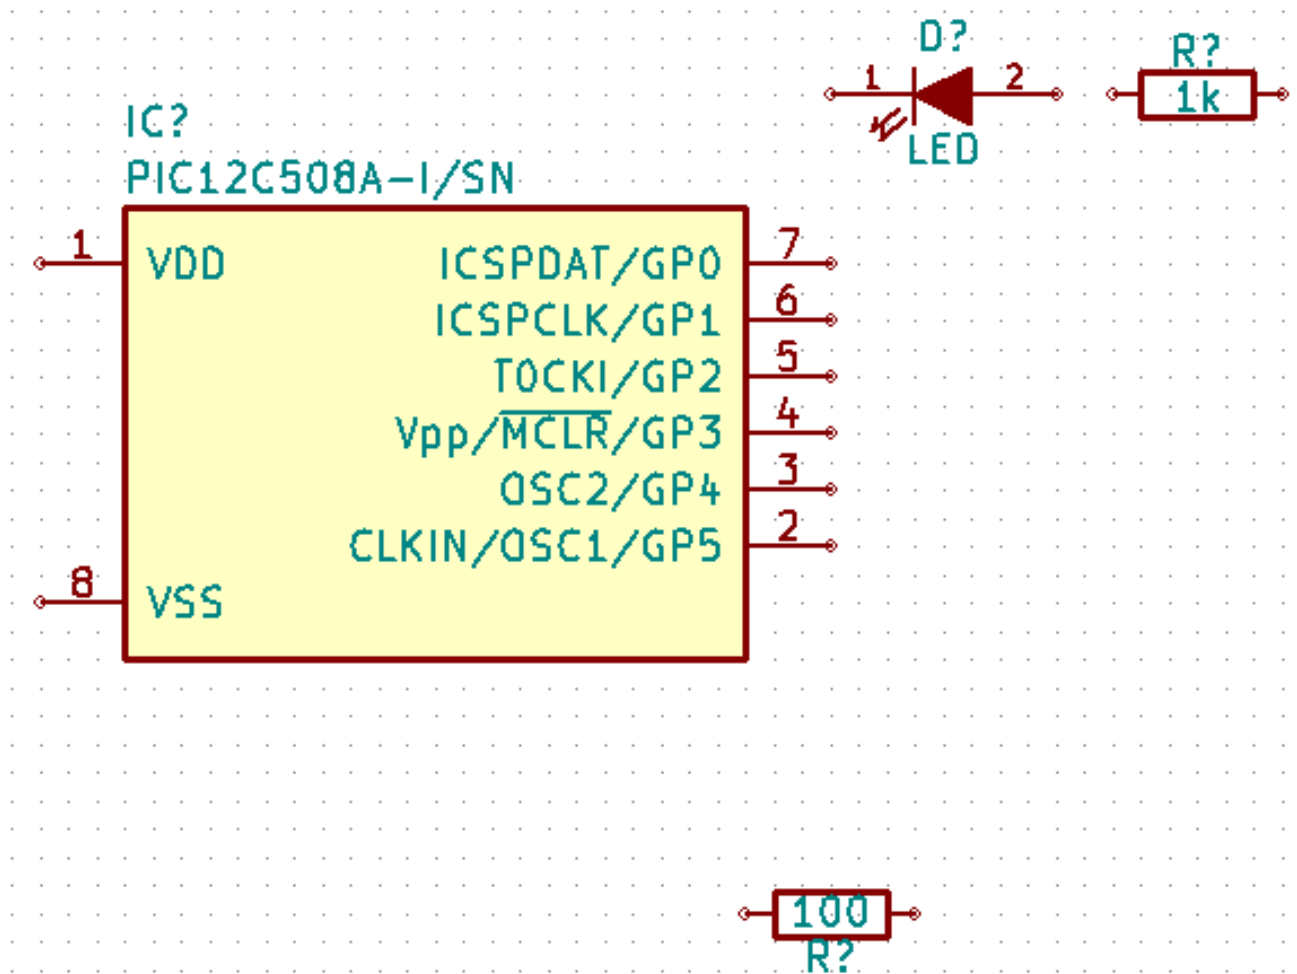 D?
1 2
LED
R?
1k
IC?
PIC12C508A-I/SN
1 VDD
8 VSS
ICSPDAT/GP0 7
ICSPCLK/GP1 6
T0CKI/GP2 5
Vpp/MCLR/GP3 4
OSC2/GP4 3
CLKIN/OSC1/GP5 2
100
R?